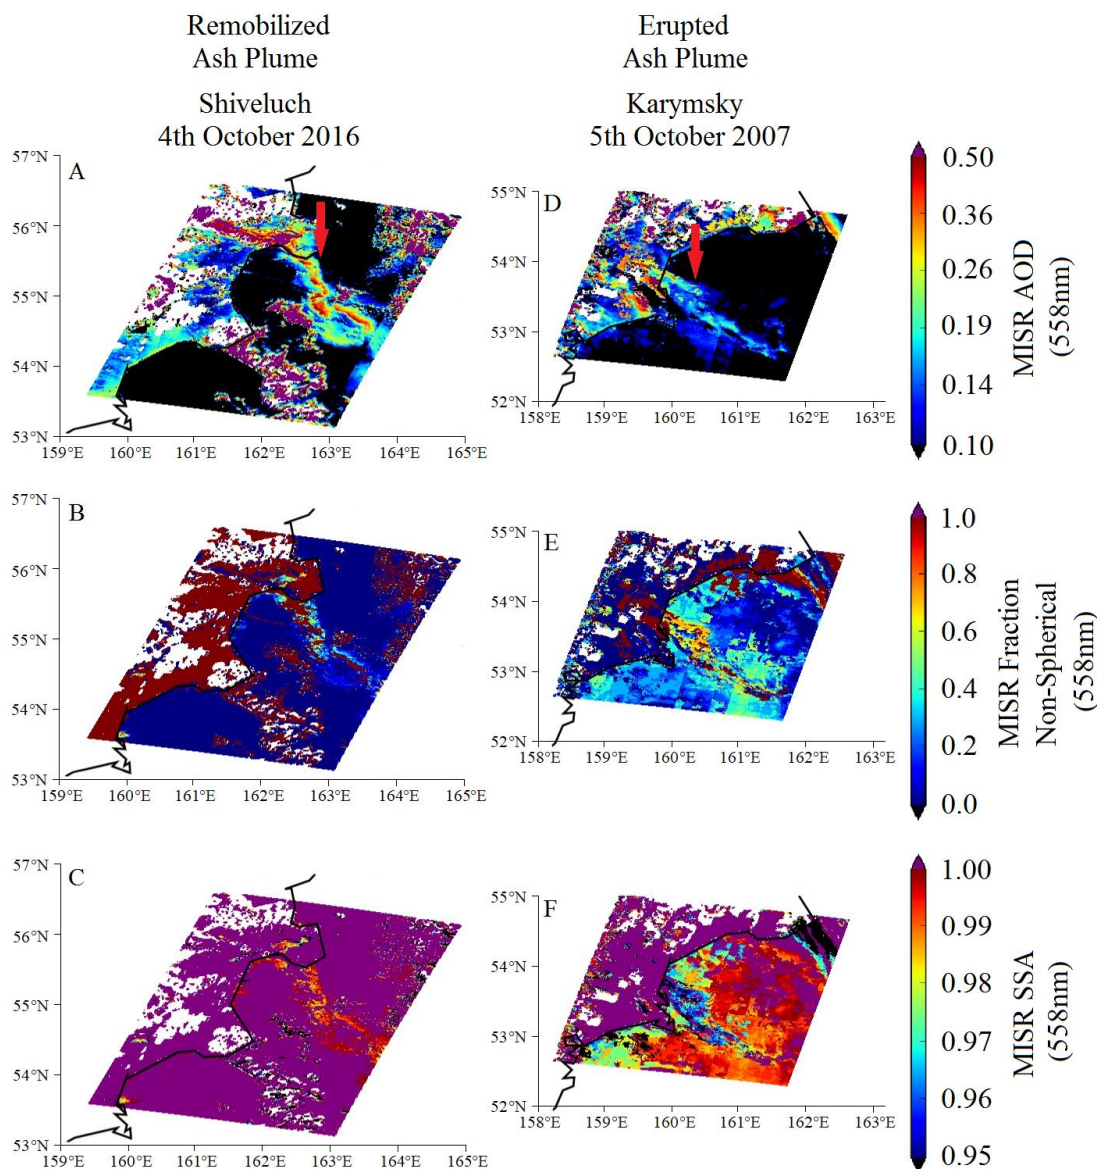 Remobilized
Ash Plume
Shiveluch
4th October 2016
Erupted
Ash Plume
Karymsky
5th October 2007
A
57°N
56°N
55°N
54°N
53°N
159°E 160°E 161°E 162°E 163°E 164°E 165°E
D
55°N
54°N
53°N
52°N
158°E 159°E 160°E 161°E 162°E 163°E
0.50
0.36
0.26
0.19
0.14
0.10
MISR AOD
(558nm)
B
57°N
56°N
55°N
54°N
53°N
159°E 160°E 161°E 162°E 163°E 164°E 165°E
E
55°N
54°N
53°N
52°N
158°E 159°E 160°E 161°E 162°E 163°E
1.0
0.8
0.6
0.4
0.2
0.0
MISR Fraction
Non-Spherical
(558nm)
C
57°N
56°N
55°N
54°N
53°N
159°E 160°E 161°E 162°E 163°E 164°E 165°E
F
55°N
54°N
53°N
52°N
158°E 159°E 160°E 161°E 162°E 163°E
1.00
0.99
0.98
0.97
0.96
0.95
MISR SSA
(558nm)